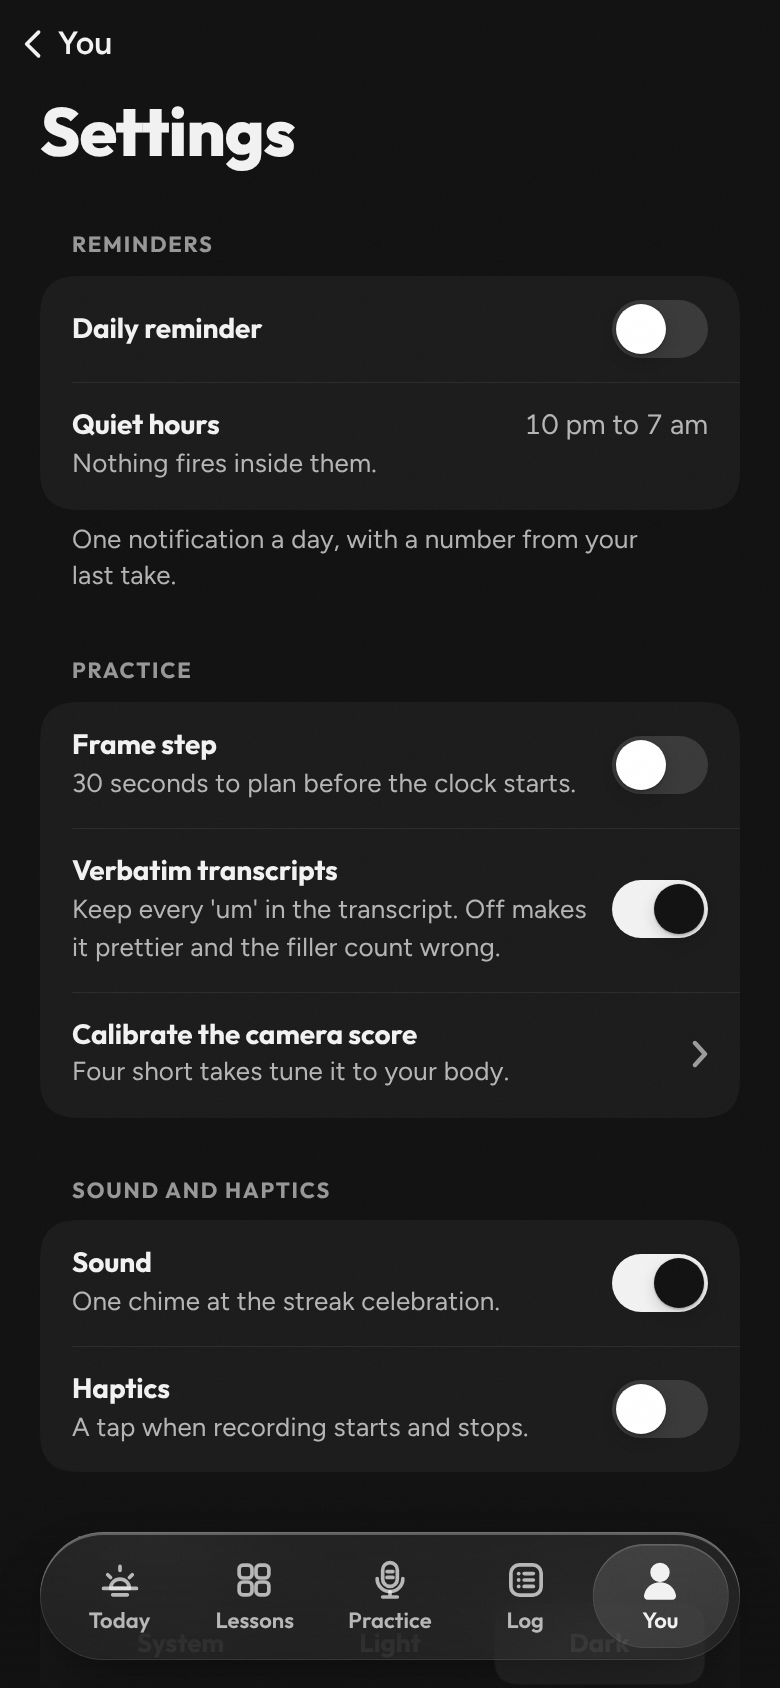 You
Settings
REMINDERS
Daily reminder
Quiet hours
10 pm to 7 am
Nothing fires inside them.
One notification a day, with a number from your
last take.
PRACTICE
Frame step
30 seconds to plan before the clock starts.
Verbatim transcripts
Keep every 'um' in the transcript. Off makes
it prettier and the filler count wrong.
Calibrate the camera score
Four short takes tune it to your body.
SOUND AND HAPTICS
Sound
One chime at the streak celebration.
Haptics
A tap when recording starts and stops.
Today
Lessons
Practice
Log
You
System
Light
Dark